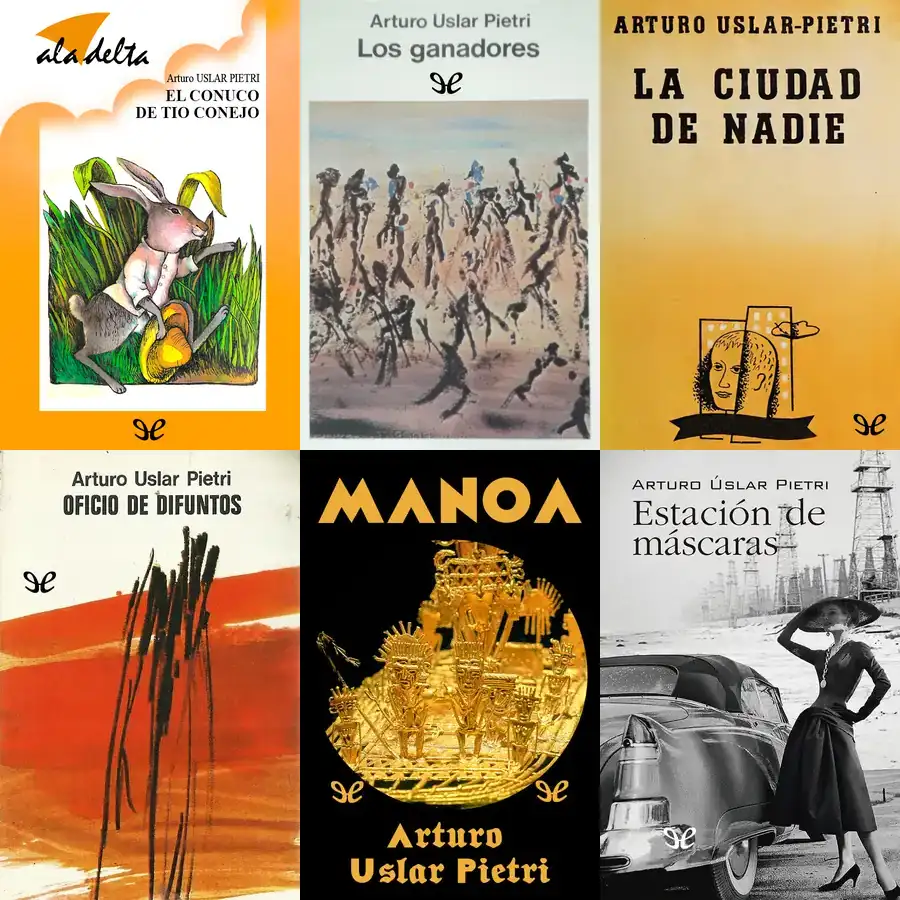 ala delta
Arturo USLAR PIETRI
EL CONUCO
DE TIO CONEJO
Arturo Uslar Pietri
Los ganadores
ARTURO USLAR-PIETRI
LA CIUDAD
DE NADIE
Arturo Uslar Pietri
OFICIO DE DIFUNTOS
MANOA
Arturo
Uslar Pietri
ARTURO ÚSLAR PIETRI
Estación de
máscaras